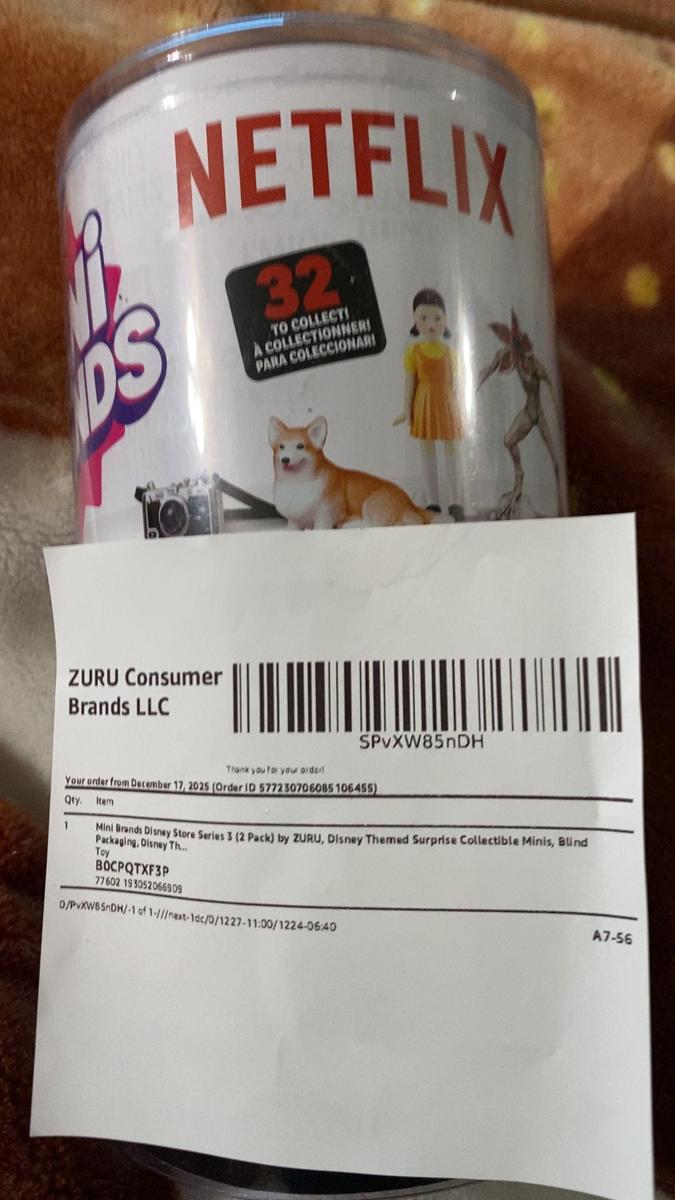 NETFLIX
Ni
NDS
32
TO COLLECT!
À COLLECTIONNER!
PARA COLECCIONAR!
ZURU Consumer
Brands LLC
SPvXW85nDH
Thank you for your order!
Your order from December 17, 2025 (Order ID 577230706085106455)
Qty. Item
1 Mini Brands Disney Store Series 3 (2 Pack) by ZURU, Disney Themed Surprise Collectible Minis, Blind
Packaging, Disney Th...
Toy
B0CPQTXF3P
77602 193052066909
D/PvXW85nDH/-1 of 1-///next-1dc/0/1227-11:00/1224-06:40
A7-56